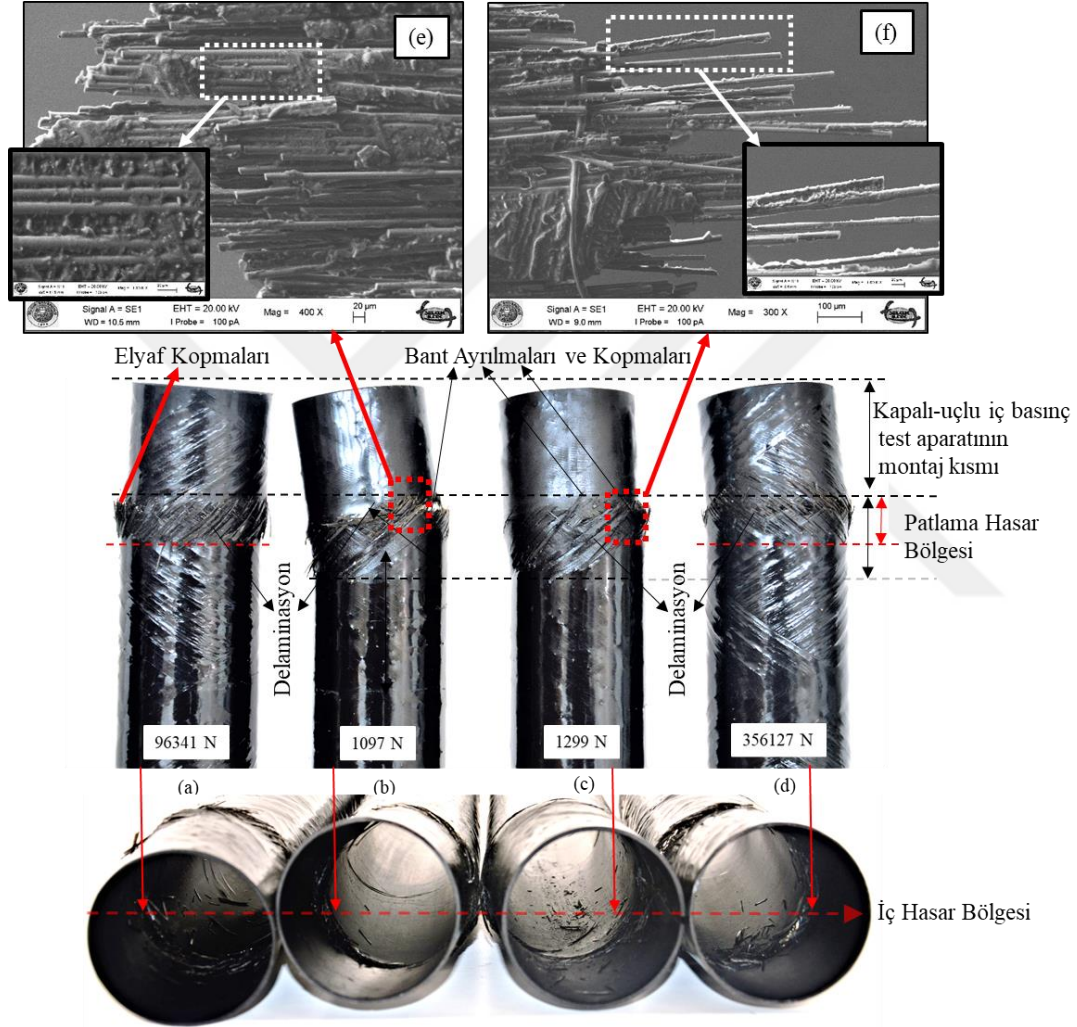 (e)
(f)
Signal A = SE1 EHT = 20.00 kV Mag = 400 X 20 µm
WD = 10.5 mm I Probe = 100 pA
Signal A = SE1 EHT = 20.00 kV Mag = 300 X 100 µm
WD = 9.0 mm I Probe = 100 pA
Elyaf Kopmaları
Bant Ayrılmaları ve Kopmaları
Kapalı-uçlu iç basınç
test aparatının
montaj kısmı
Patlama Hasar
Bölgesi
Delaminasyon
Delaminasyon
96341 N
1097 N
1299 N
356127 N
(a)
(b)
(c)
(d)
İç Hasar Bölgesi